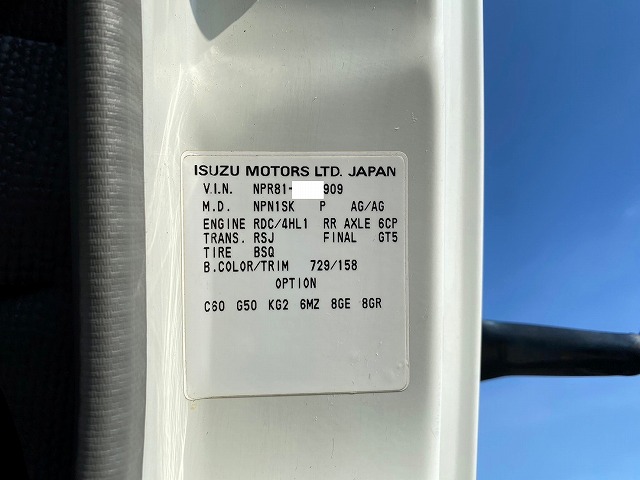 ISUZU MOTORS LTD. JAPAN
V.I.N. NPR81- 909
M.D. NPN1SK P AG/AG
ENGINE RDC/4HL1 RR AXLE 6CP
TRANS. RSJ FINAL GT5
TIRE BSQ
B.COLOR/TRIM 729/158
OPTION
C60 G50 KG2 6MZ 8GE 8GR